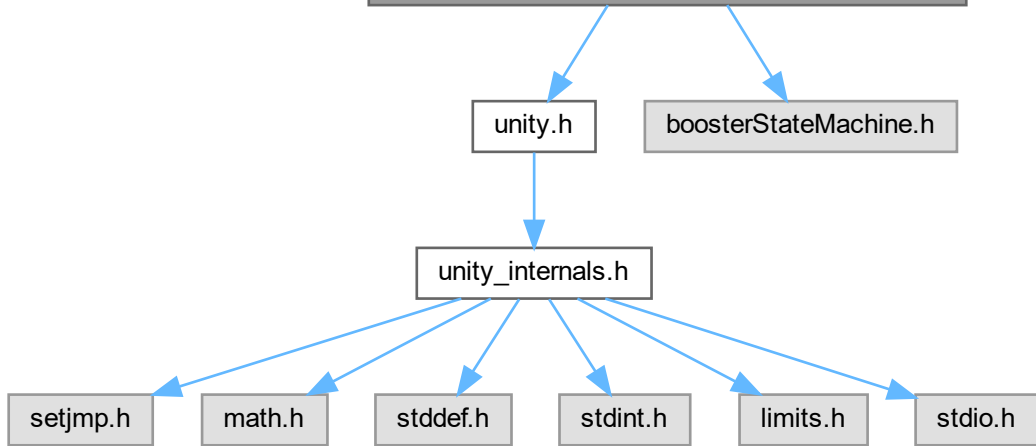 unity.h
boosterStateMachine.h
unity_internals.h
setjmp.h
math.h
stddef.h
stdint.h
limits.h
stdio.h